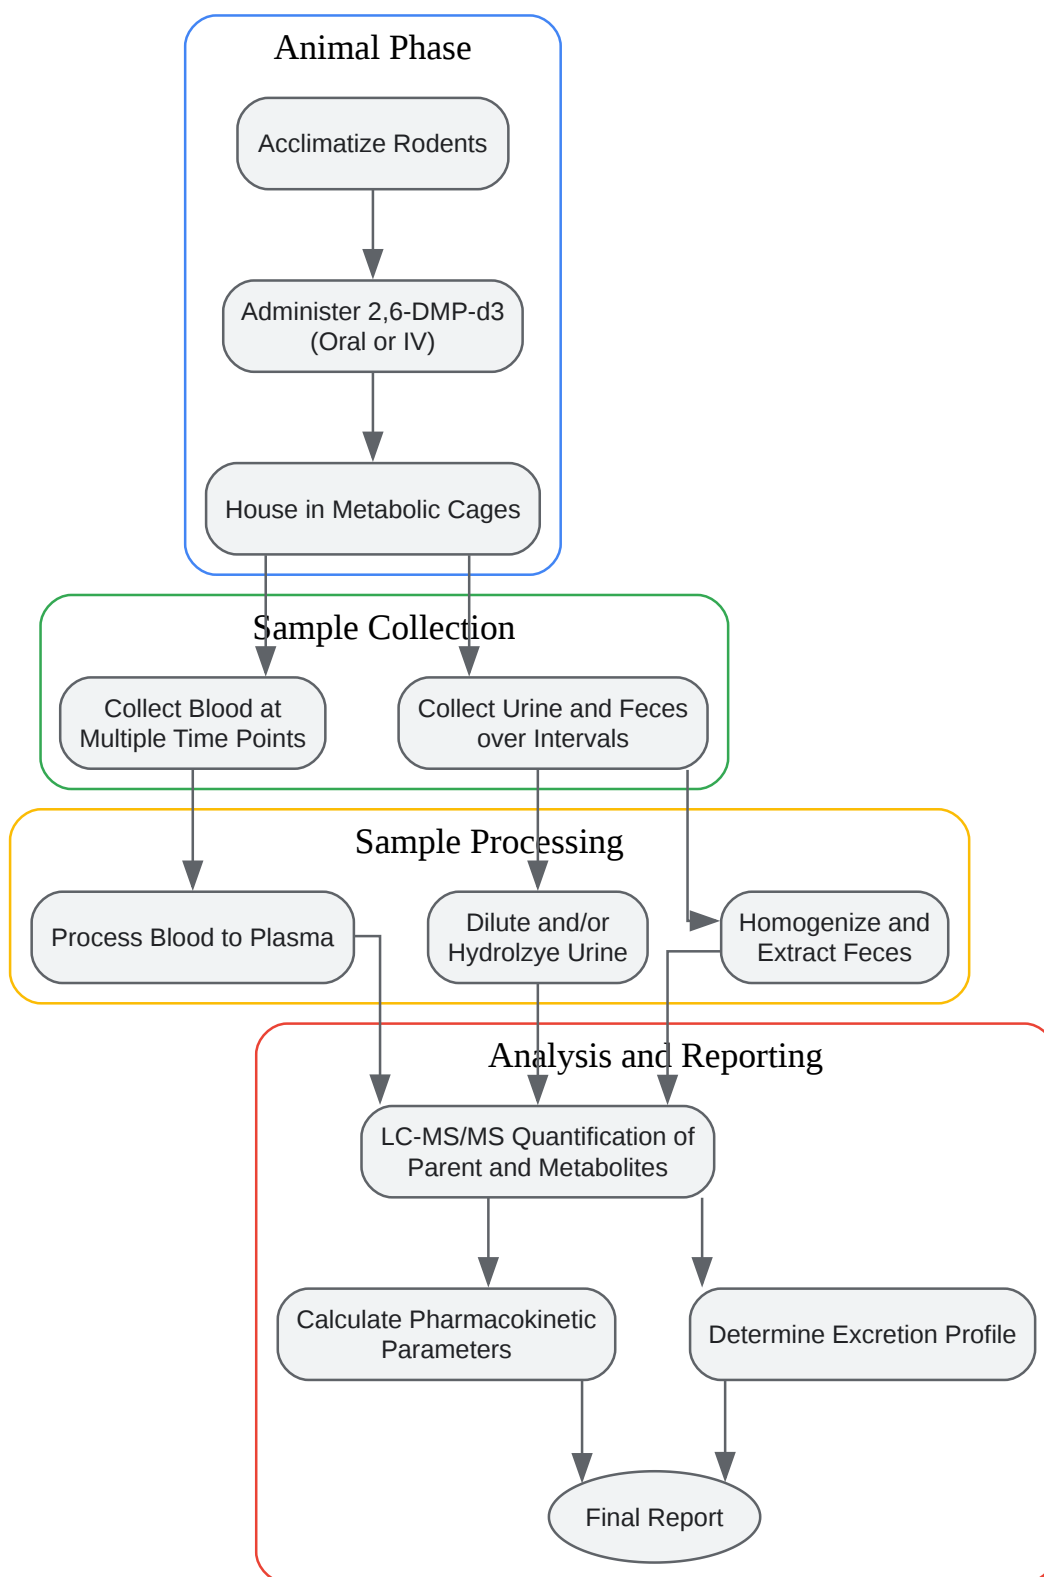 Animal Phase
Acclimatize Rodents
Administer 2,6-DMP-d3
(Oral or IV)
House in Metabolic Cages
Sample Collection
Collect Blood at
Multiple Time Points
Collect Urine and Feces
over Intervals
Sample Processing
Process Blood to Plasma
Dilute and/or
Hydrolzye Urine
Homogenize and
Extract Feces
Analysis and Reporting
LC-MS/MS Quantification of
Parent and Metabolites
Calculate Pharmacokinetic
Parameters
Determine Excretion Profile
Final Report